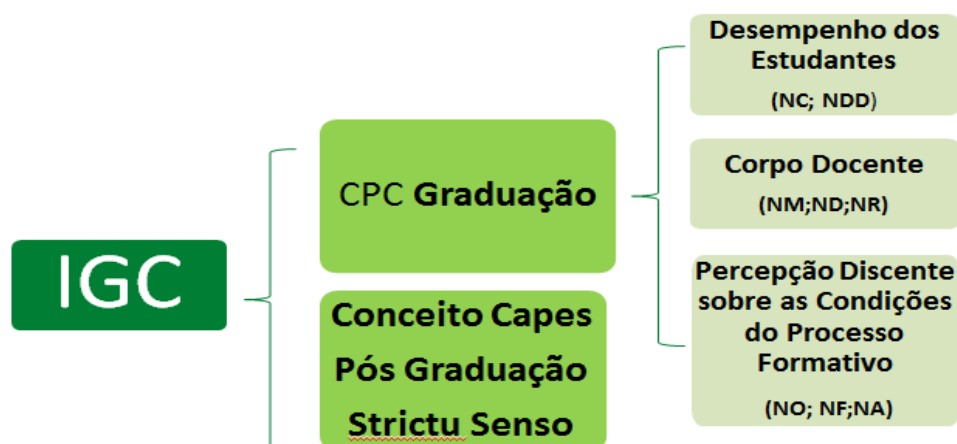 IGC
CPC Graduação
Conceito Capes
Pós Graduação
Strictu Senso
Desempenho dos
Estudantes
(NC; NDD)
Corpo Docente
(NM;ND;NR)
Percepção Discente
sobre as Condições
do Processo
Formativo
(NO; NF;NA)